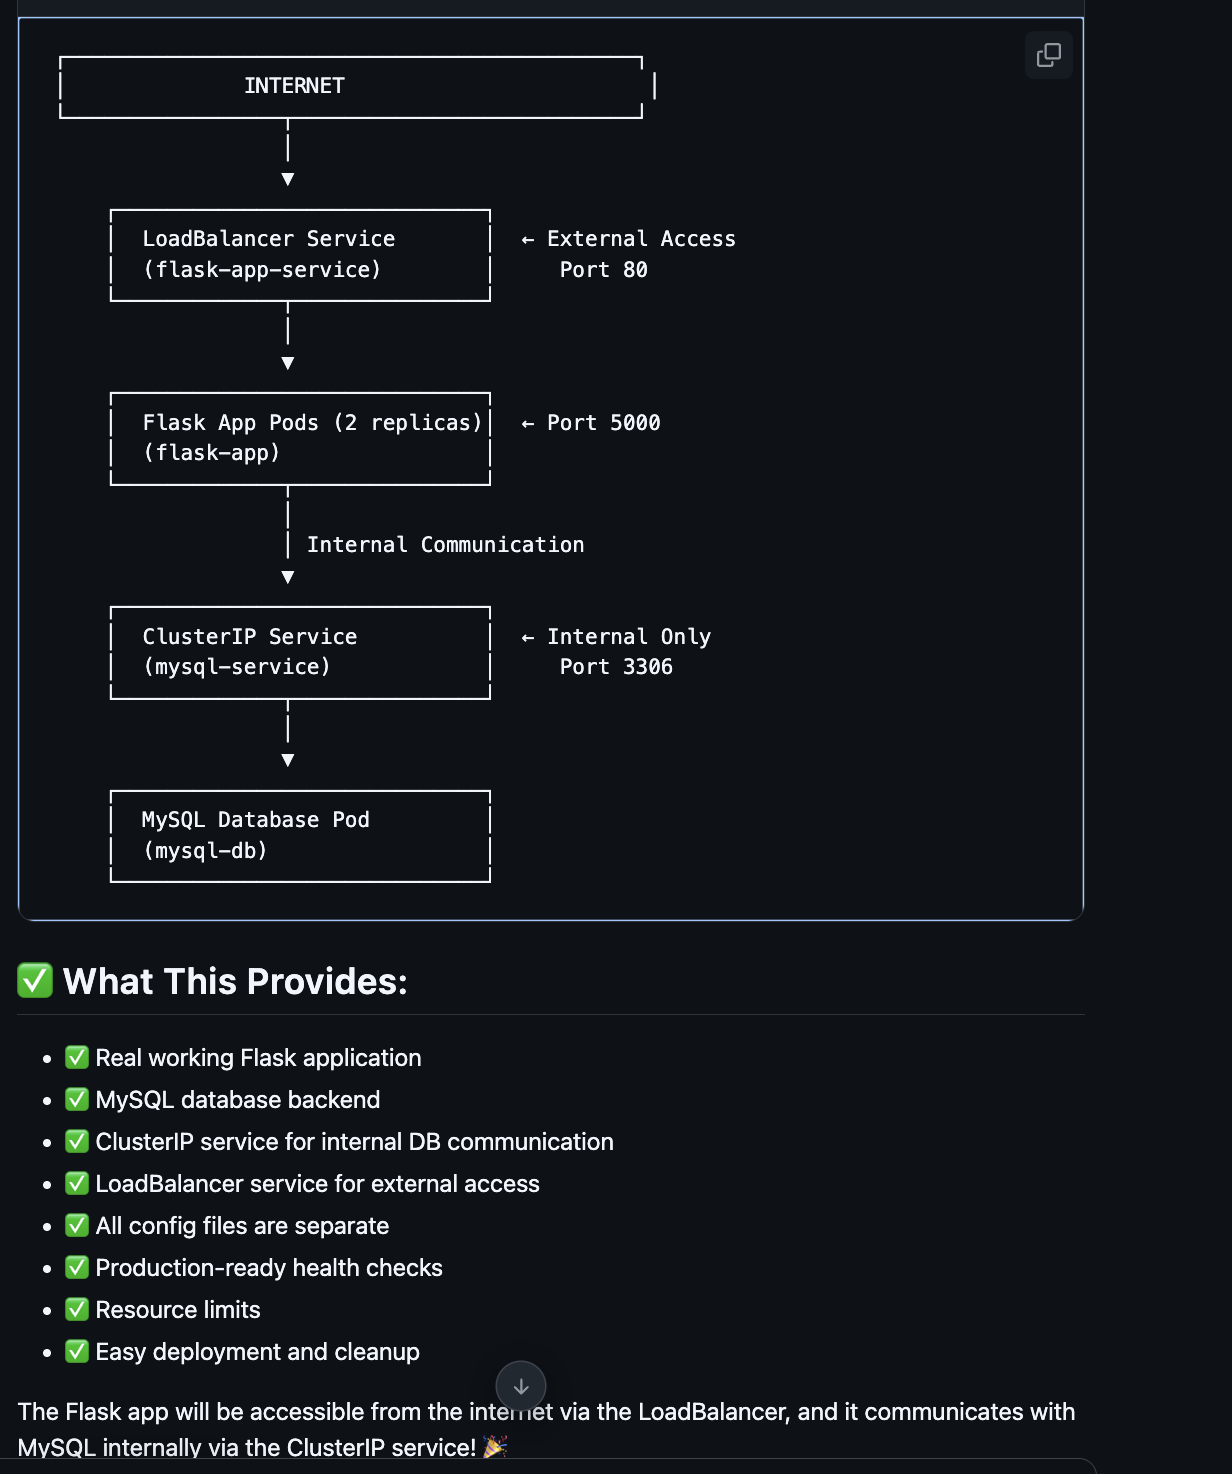 INTERNET
LoadBalancer Service ← External Access
(flask-app-service) Port 80
Flask App Pods (2 replicas) ← Port 5000
(flask-app)
Internal Communication
ClusterIP Service ← Internal Only
(mysql-service) Port 3306
MySQL Database Pod
(mysql-db)
✅ What This Provides:
• ✅ Real working Flask application
• ✅ MySQL database backend
• ✅ ClusterIP service for internal DB communication
• ✅ LoadBalancer service for external access
• ✅ All config files are separate
• ✅ Production-ready health checks
• ✅ Resource limits
• ✅ Easy deployment and cleanup
The Flask app will be accessible from the internet via the LoadBalancer, and it communicates with
MySQL internally via the ClusterIP service! 🎉